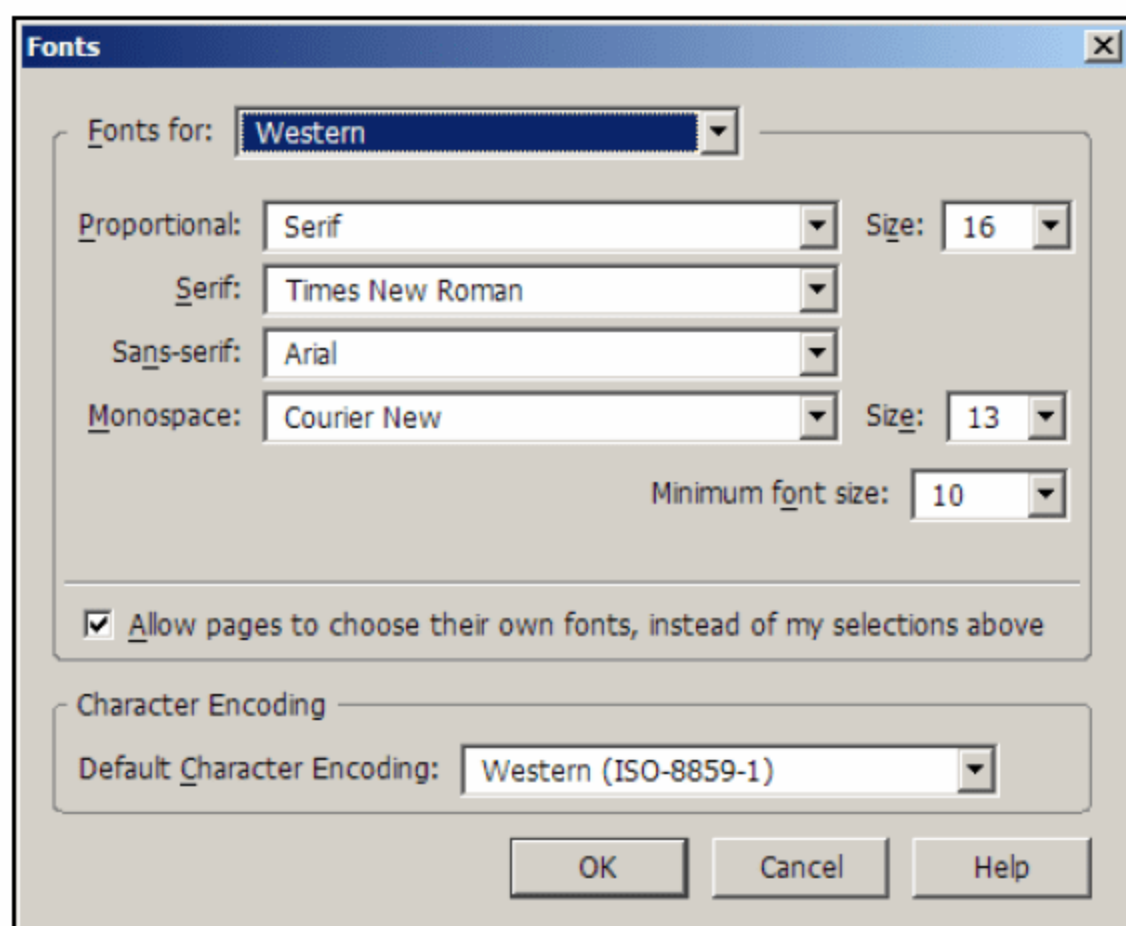 Fonts
Fonts for: Western
Proportional: Serif Size: 16
Serif: Times New Roman
Sans-serif: Arial
Monospace: Courier New Size: 13
Minimum font size: 10
Allow pages to choose their own fonts, instead of my selections above
Character Encoding
Default Character Encoding: Western (ISO-8859-1)
OK Cancel Help